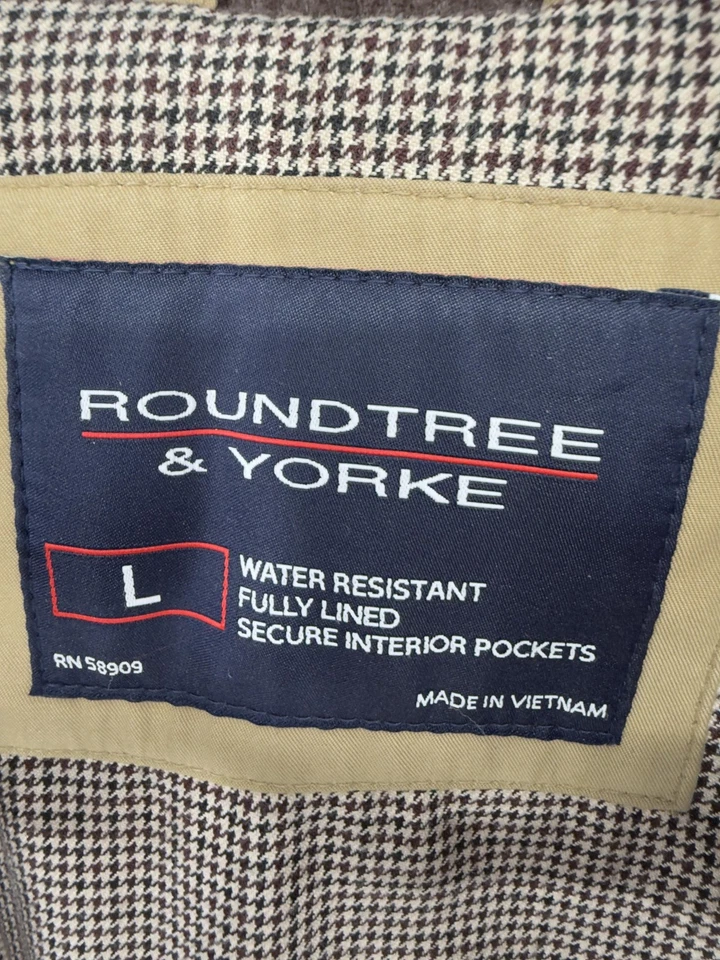 ROUNDTREE
& YORKE
L
WATER RESISTANT
FULLY LINED
SECURE INTERIOR POCKETS
RN 58909
MADE IN VIETNAM